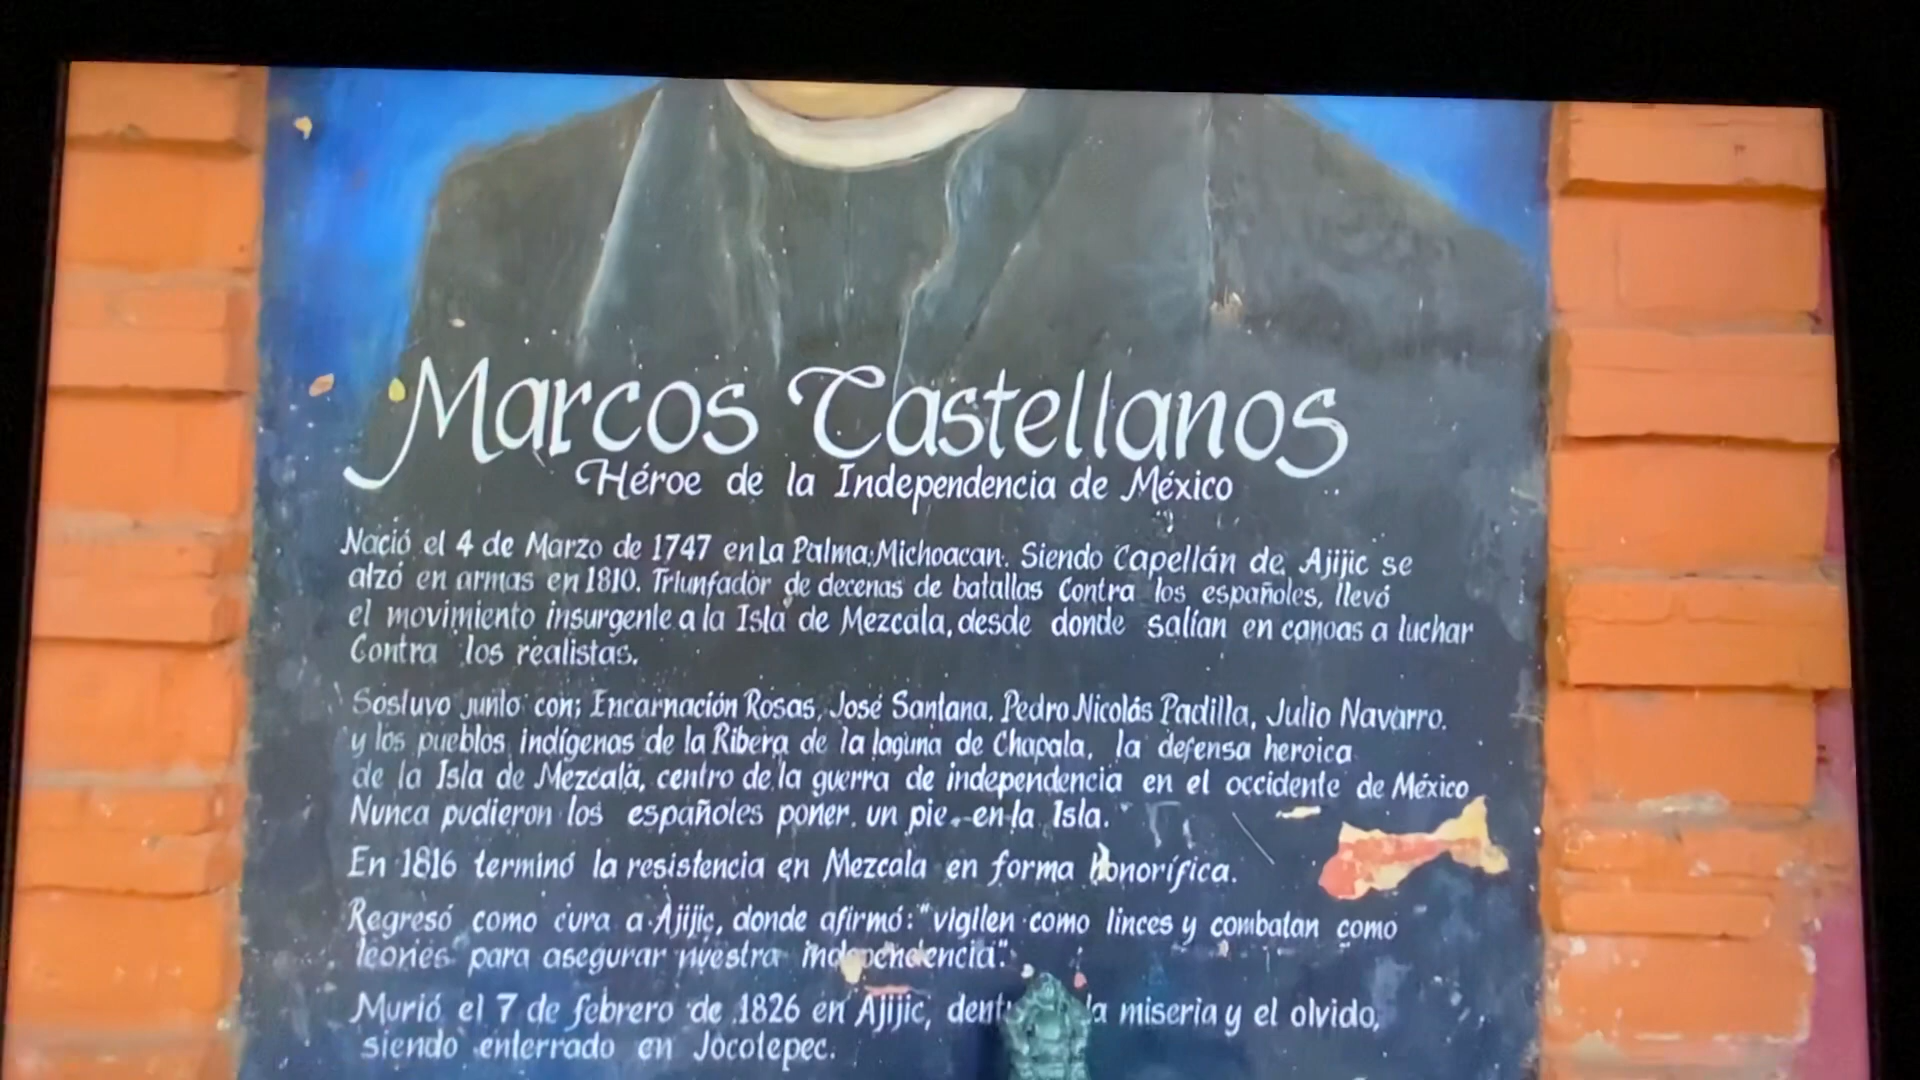 Marcos Castellanos
Héroe de la Independencia de México
Nació el 4 de Marzo de 1747 en La Palma, Michoacan. Siendo Capellán de Ajijic se
alzó en armas en 1810. Triunfador de decenas de batallas Contra los españoles, llevó
el movimiento insurgente a la Isla de Mezcala, desde donde salían en canoas a luchar
Contra los realistas.
Sostuvo junto con; Encarnación Rosas, José Santana, Pedro Nicolás Padilla, Julio Navarro.
y los pueblos indígenas de la Ribera de la laguna de Chapala, la defensa heroica
de la Isla de Mezcala, centro de la guerra de independencia en el occidente de México
Nunca pudieron los españoles poner un pie en la Isla.
En 1816 terminó la resistencia en Mezcala en forma honorífica.
Regresó como cura a Ajijic, donde afirmó: "vigilen como linces y combatan como
leones para asegurar nuestra independencia".
Murió el 7 de febrero de 1826 en Ajijic, la miseria y el olvido,
siendo enterrado en Jocotepec.